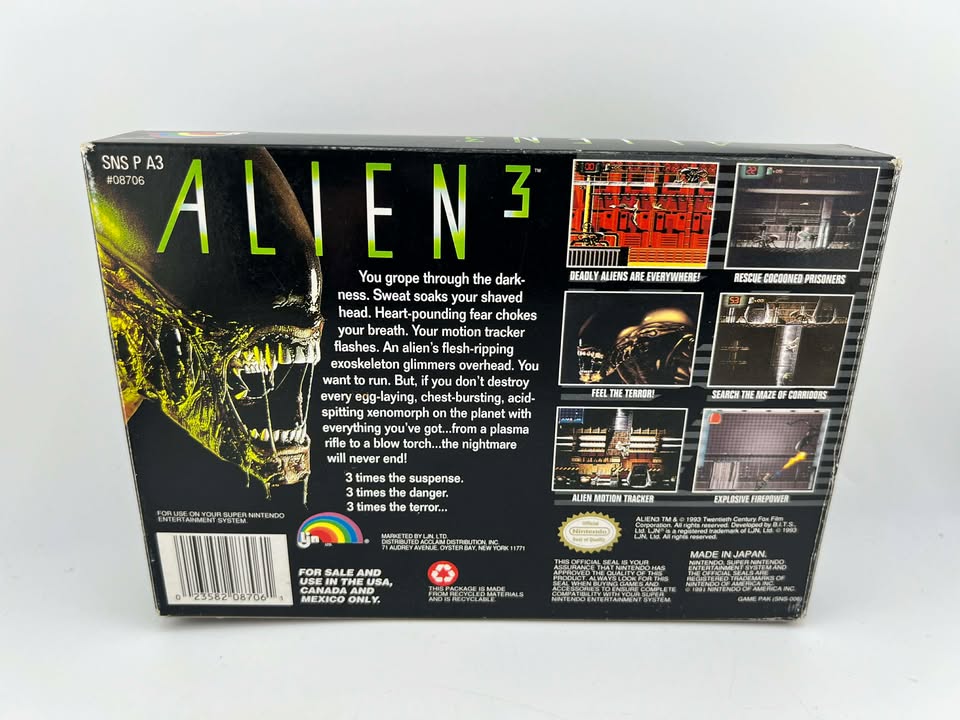 SNS P A3
#08706
ALIEN 3™
You grope through the dark-
ness. Sweat soaks your shaved
head. Heart-pounding fear chokes
your breath. Your motion tracker
flashes. An alien's flesh-ripping
exoskeleton glimmers overhead. You
want to run. But, if you don't destroy
every egg-laying, chest-bursting, acid-
spitting xenomorph on the planet with
everything you've got...from a plasma
rifle to a blow torch...the nightmare
will never end!
3 times the suspense.
3 times the danger.
3 times the terror...
DEADLY ALIENS ARE EVERYWHERE!
RESCUE COCOONED PRISONERS
FEEL THE TERROR!
SEARCH THE MAZE OF CORRIDORS
ALIEN MOTION TRACKER
EXPLOSIVE FIREPOWER
FOR USE ON YOUR SUPER NINTENDO
ENTERTAINMENT SYSTEM.
0 23582 08706
LJN LTD. ®
MARKETED BY LJN, LTD.
DISTRIBUTED ACCLAIM DISTRIBUTION, INC.
71 AUDREY AVENUE, OYSTER BAY, NEW YORK 11771
FOR SALE AND
USE IN THE USA,
CANADA AND
MEXICO ONLY.
THIS PACKAGE IS MADE
FROM RECYCLED MATERIALS
AND IS RECYCLABLE.
Official
Nintendo
Seal of Quality
THIS OFFICIAL SEAL IS YOUR
ASSURANCE THAT NINTENDO HAS
APPROVED THE QUALITY OF THIS
PRODUCT. ALWAYS LOOK FOR THIS
SEAL WHEN BUYING GAMES AND
ACCESSORIES TO ENSURE COMPLETE
COMPATIBILITY WITH YOUR SUPER
NINTENDO ENTERTAINMENT SYSTEM.
ALIEN3 TM & © 1993 Twentieth Century Fox Film
Corporation. All rights reserved. Developed by B.I.T.S.,
Ltd. LJN® is a registered trademark of LJN, Ltd. © 1993
LJN, Ltd. All rights reserved.
MADE IN JAPAN.
NINTENDO, SUPER NINTENDO
ENTERTAINMENT SYSTEM AND
THE OFFICIAL SEALS ARE
REGISTERED TRADEMARKS OF
NINTENDO OF AMERICA INC.
© 1991 NINTENDO OF AMERICA INC.
GAME PAK (SNS-006)